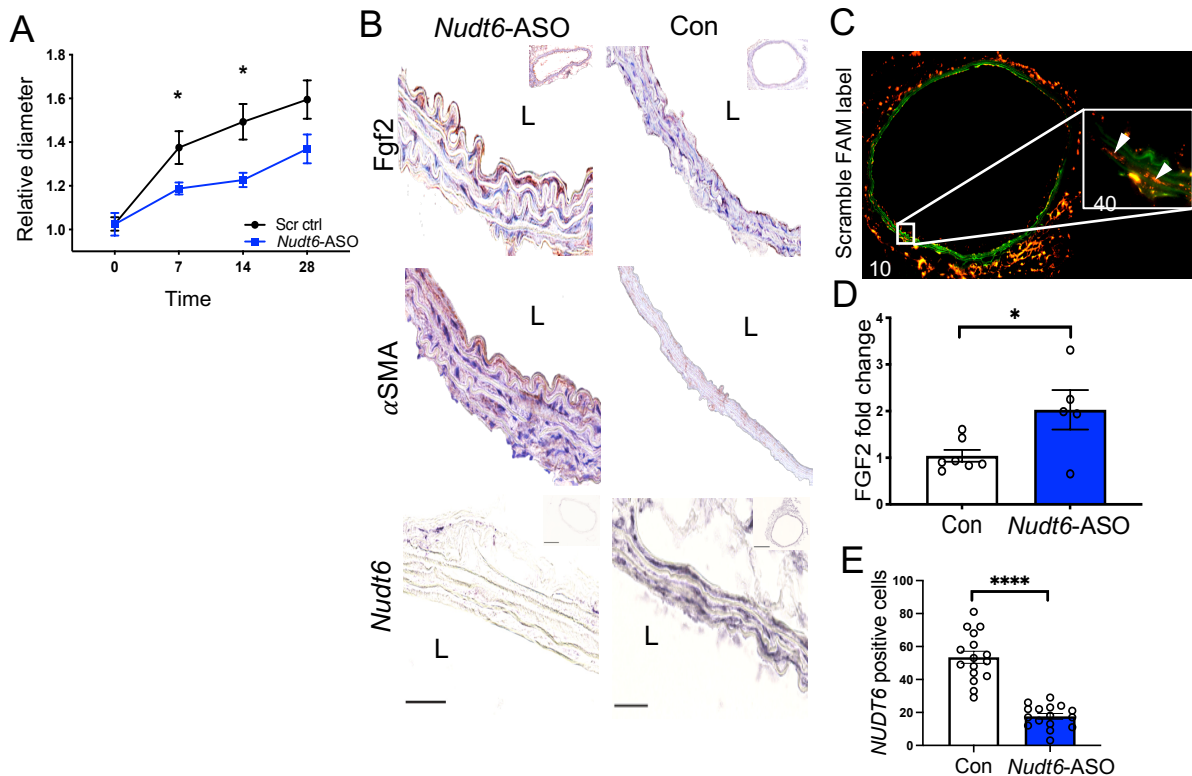 A
Relative diameter
1.8
1.6
1.4
1.2
1.0
* *
Scr ctrl
Nudt6-ASO
0 7 14 28
Time
B
Nudt6-ASO Con
Fgf2
L L
αSMA
L L
Nudt6
L L
C
Scramble FAM label
10
40
D
FGF2 fold change
4
3
2
1
0
*
Con Nudt6-ASO
E
NUDT6 positive cells
100
80
60
40
20
0
****
Con Nudt6-ASO